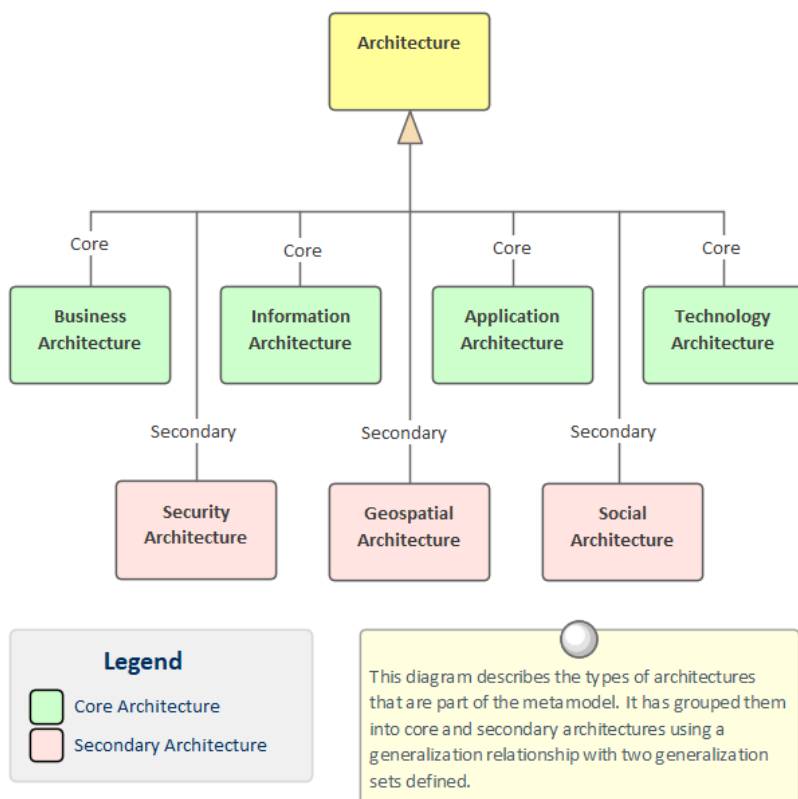 Architecture
Core
Core
Core
Core
Business
Architecture
Information
Architecture
Application
Architecture
Technology
Architecture
Secondary
Secondary
Secondary
Security
Architecture
Geospatial
Architecture
Social
Architecture
Legend
Core Architecture
Secondary Architecture
This diagram describes the types of architectures
that are part of the metamodel. It has grouped them
into core and secondary architectures using a
generalization relationship with two generalization
sets defined.